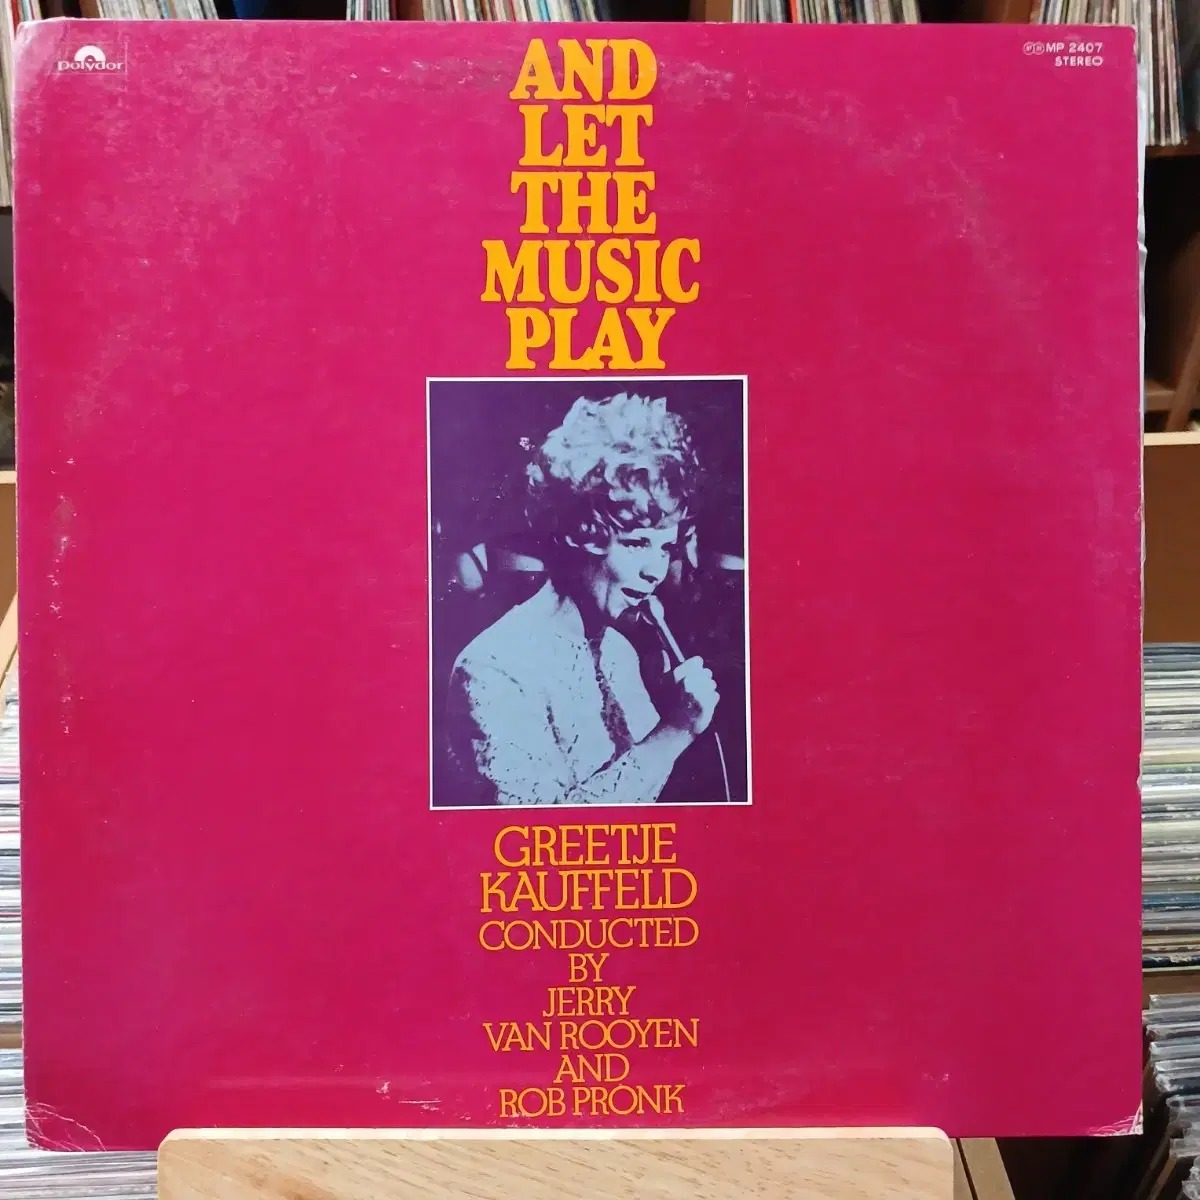 polydor
MP 2407
STEREO
AND
LET
THE
MUSIC
PLAY
GREETJE
KAUFFELD
CONDUCTED
BY
JERRY
VAN ROOYEN
AND
ROB PRONK